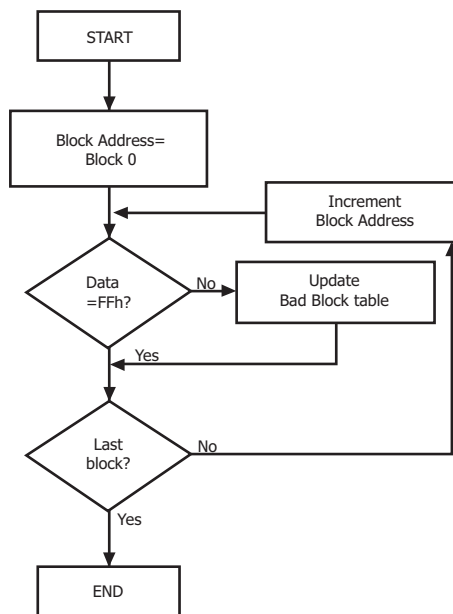 START
Block Address=
Block 0
Increment
Block Address
Data
=FFh?
No
Update
Bad Block table
Yes
Last
block?
No
Yes
END